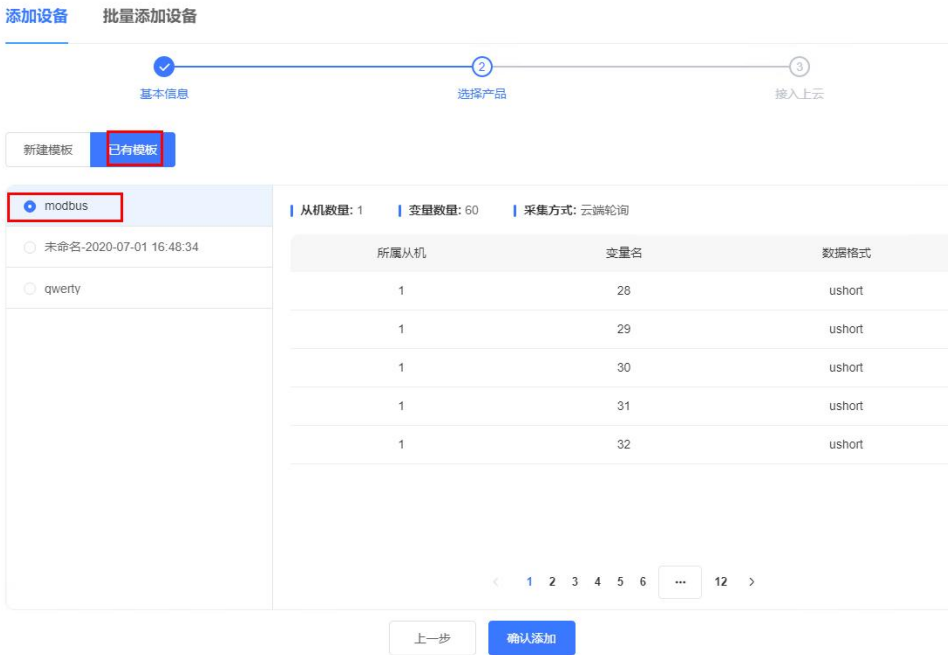 添加设备 批量添加设备
2 3
基本信息 选择产品 接入上云
新建模板 已有模板
modbus
未命名-2020-07-01 16:48:34
qwerty
从机数量: 1 变量数量: 60 采集方式: 云端轮询
所属从机 变量名 数据格式
1 28 ushort
1 29 ushort
1 30 ushort
1 31 ushort
1 32 ushort
< 1 2 3 4 5 6 ... 12 >
上一步 确认添加